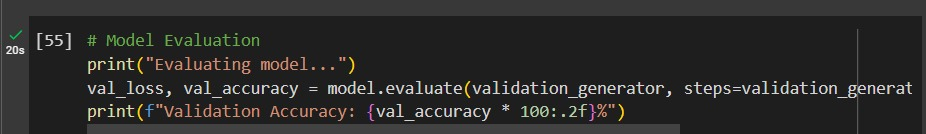 [55] # Model Evaluation
20s
print("Evaluating model...")
val_loss, val_accuracy = model.evaluate(validation_generator, steps=validation_generat
print(f"Validation Accuracy: {val_accuracy * 100:.2f}%")